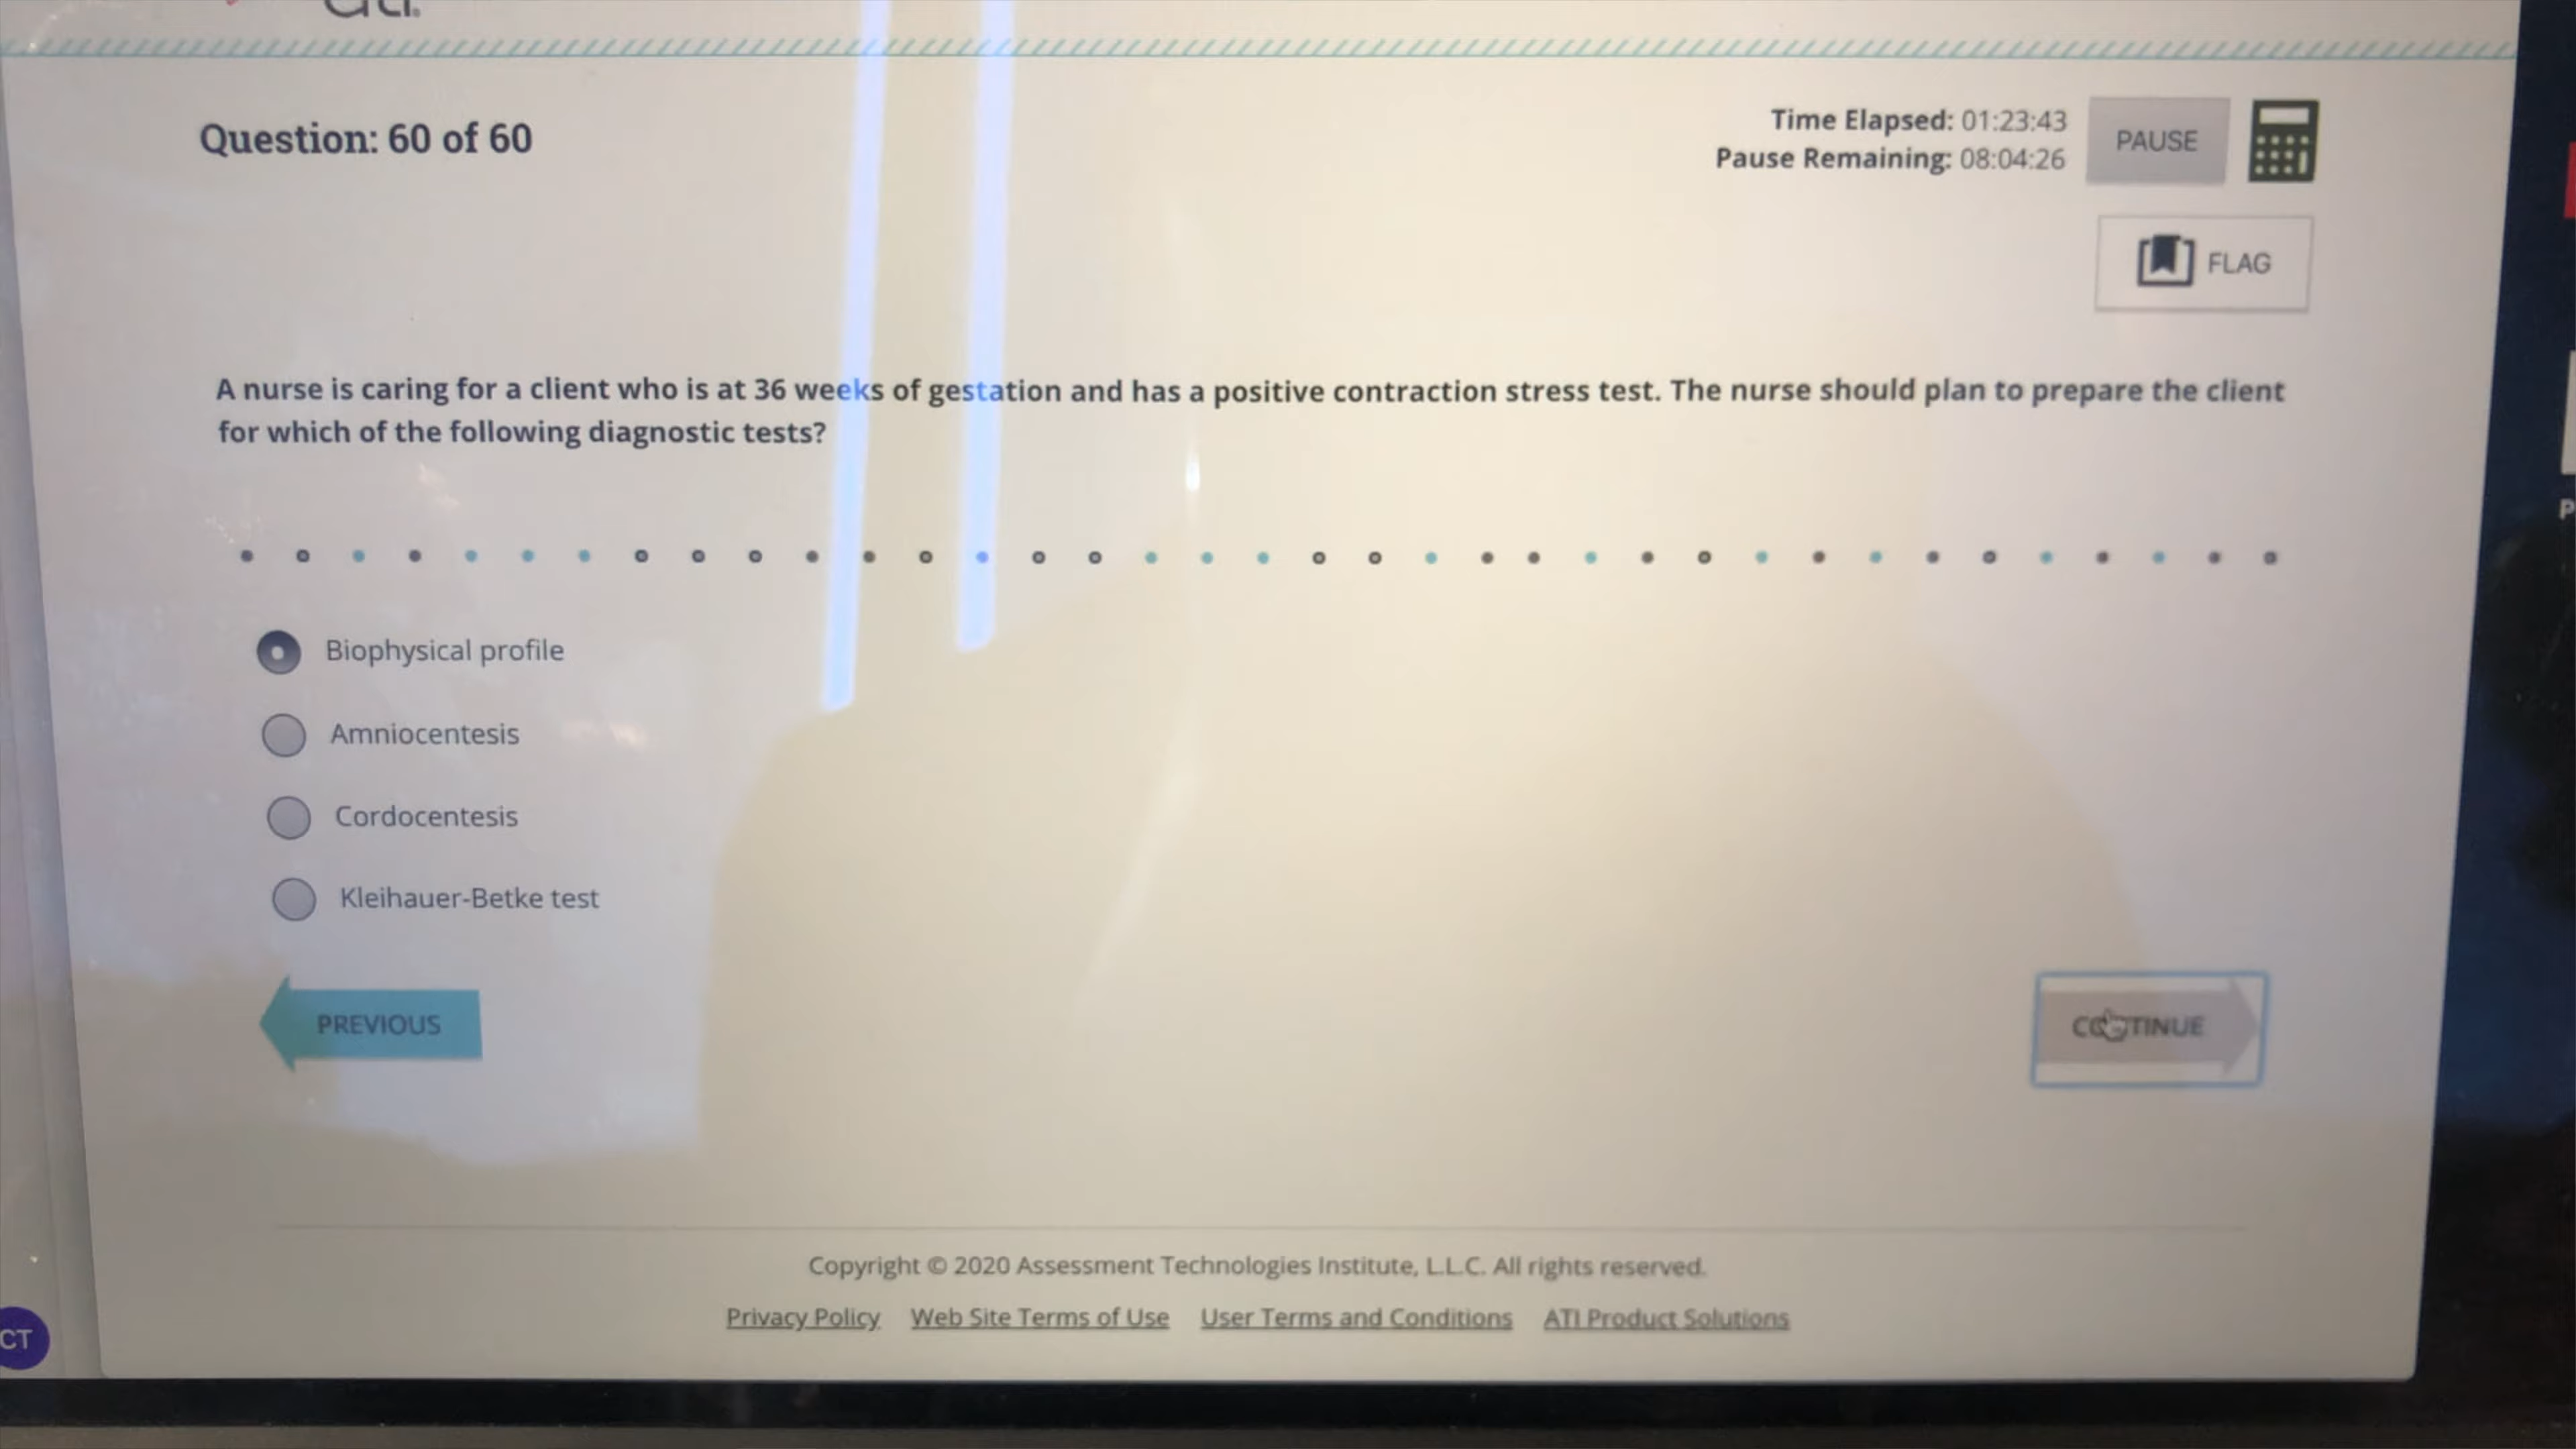 ati
Question: 60 of 60
Time Elapsed: 01:23:43
Pause Remaining: 08:04:26
PAUSE
FLAG
A nurse is caring for a client who is at 36 weeks of gestation and has a positive contraction stress test. The nurse should plan to prepare the client
for which of the following diagnostic tests?
Biophysical profile
Amniocentesis
Cordocentesis
Kleihauer-Betke test
PREVIOUS
CONTINUE
Copyright © 2020 Assessment Technologies Institute, L.L.C. All rights reserved.
Privacy Policy Web Site Terms of Use User Terms and Conditions ATI Product Solutions
CT
P